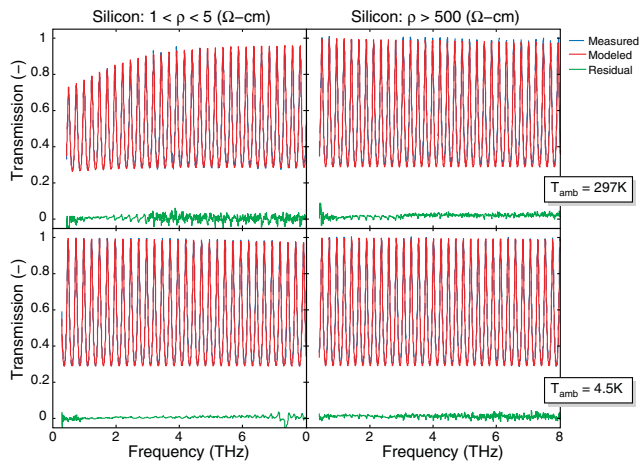 Silicon: 1 < ρ < 5 (Ω−cm)
Silicon: ρ > 500 (Ω−cm)
Measured
Modeled
Residual
Transmission (−)
1
0.8
0.6
0.4
0.2
0
T_amb = 297K
Transmission (−)
1
0.8
0.6
0.4
0.2
0
T_amb = 4.5K
0 2 4 6 0 2 4 6 8
Frequency (THz)
Frequency (THz)